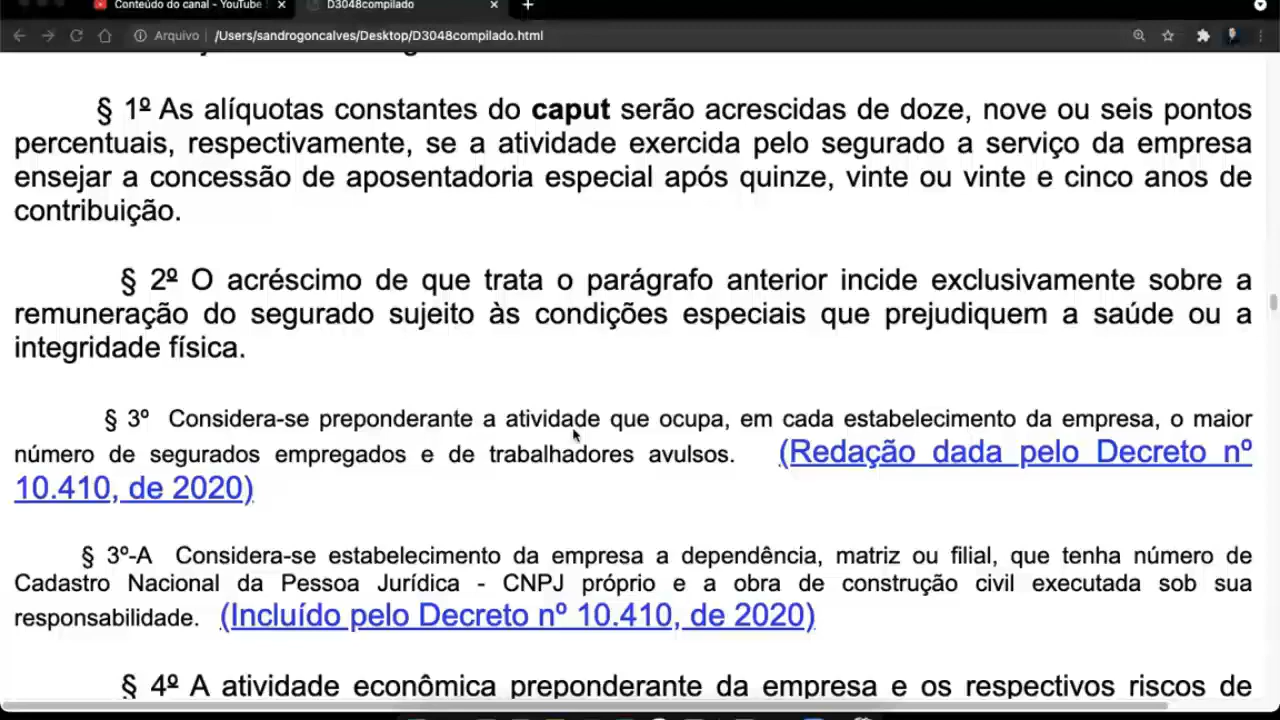 Conteúdo do canal - YouTube
D3048compilado
Arquivo | /Users/sandrogoncalves/Desktop/D3048compilado.html
§ 1º As alíquotas constantes do caput serão acrescidas de doze, nove ou seis pontos
percentuais, respectivamente, se a atividade exercida pelo segurado a serviço da empresa
ensejar a concessão de aposentadoria especial após quinze, vinte ou vinte e cinco anos de
contribuição.
§ 2º O acréscimo de que trata o parágrafo anterior incide exclusivamente sobre a
remuneração do segurado sujeito às condições especiais que prejudiquem a saúde ou a
integridade física.
§ 3º Considera-se preponderante a atividade que ocupa, em cada estabelecimento da empresa, o maior
número de segurados empregados e de trabalhadores avulsos. (Redação dada pelo Decreto nº
10.410, de 2020)
§ 3º-A Considera-se estabelecimento da empresa a dependência, matriz ou filial, que tenha número de
Cadastro Nacional da Pessoa Jurídica - CNPJ próprio e a obra de construção civil executada sob sua
responsabilidade. (Incluído pelo Decreto nº 10.410, de 2020)
§ 4º A atividade econômica preponderante da empresa e os respectivos riscos de